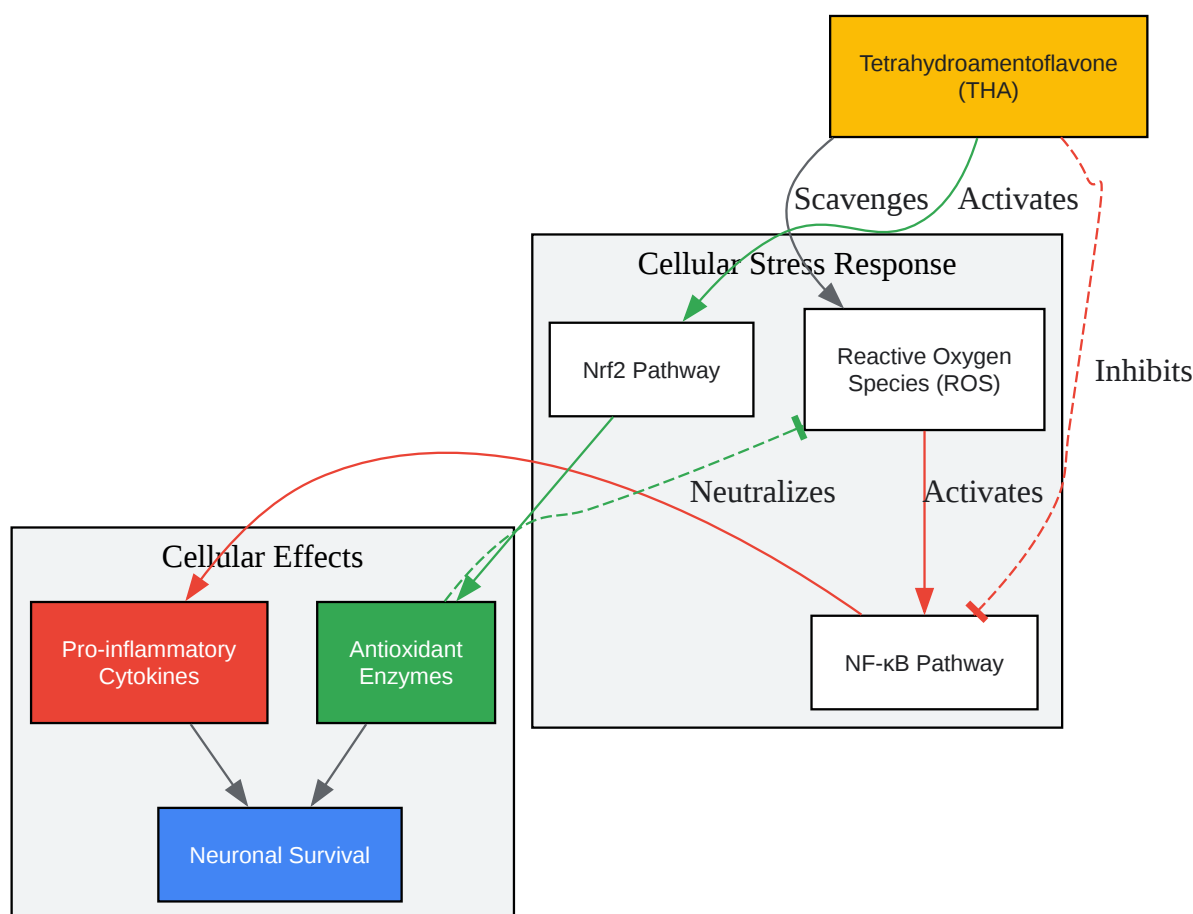 Tetrahydroamentoflavone
(THA)
Scavenges
Activates
Cellular Stress Response
Nrf2 Pathway
Reactive Oxygen
Species (ROS)
Inhibits
Neutralizes
Activates
Cellular Effects
Pro-inflammatory
Cytokines
Antioxidant
Enzymes
NF-κB Pathway
Neuronal Survival